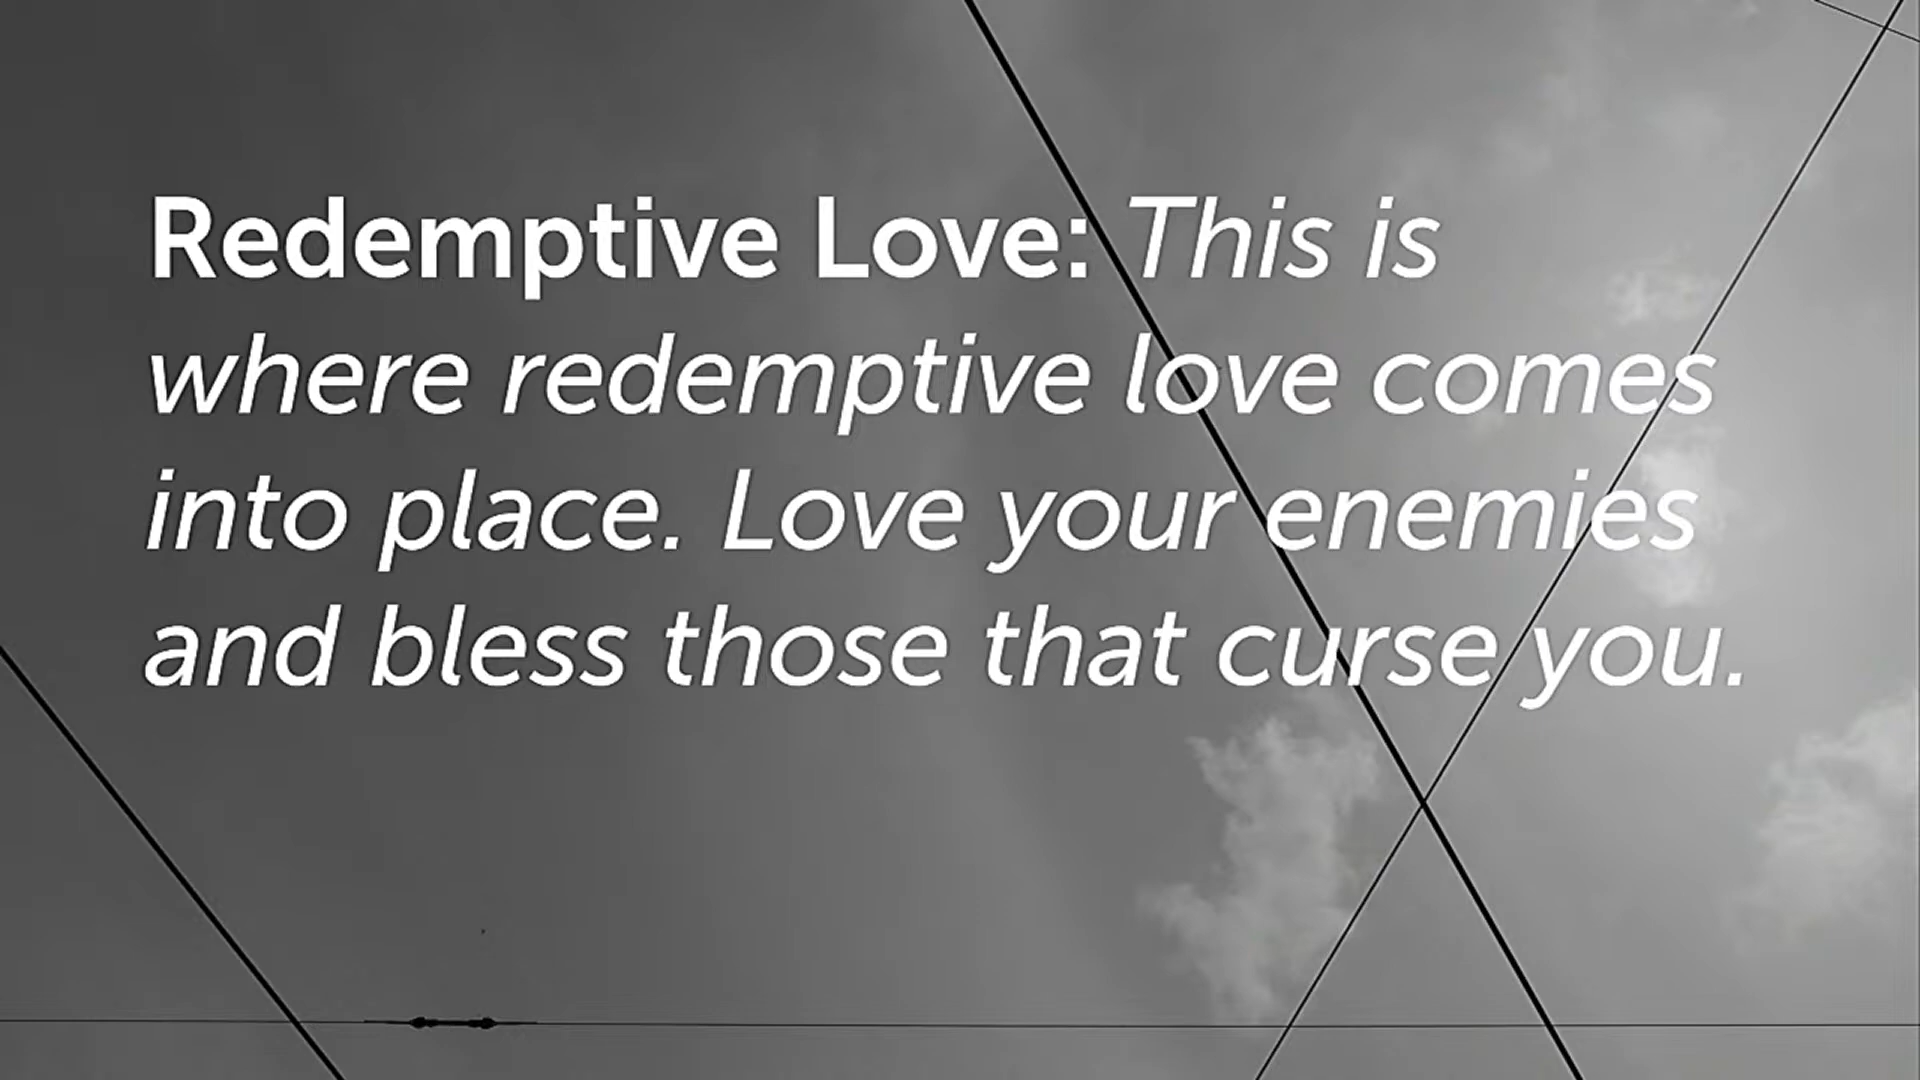 Redemptive Love: This is
where redemptive love comes
into place. Love your enemies
and bless those that curse you.